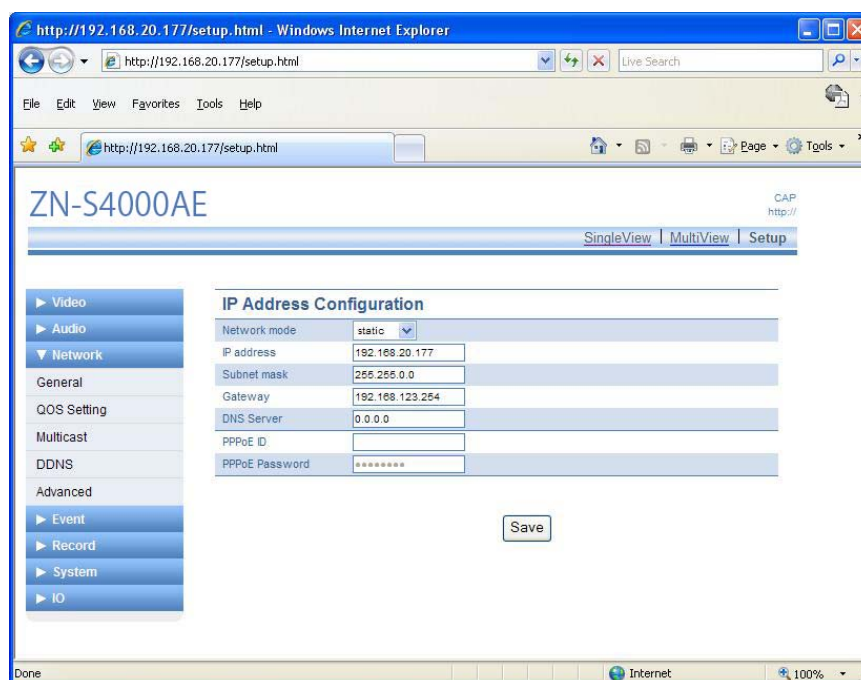 http://192.168.20.177/setup.html - Windows Internet Explorer
http://192.168.20.177/setup.html
Live Search
File Edit View Favorites Tools Help
http://192.168.20.177/setup.html
Page Tools
ZN-S4000AE
CAP
http://
SingleView | MultiView | Setup
Video
Audio
Network
General
QOS Setting
Multicast
DDNS
Advanced
Event
Record
System
IO
IP Address Configuration
Network mode static
IP address 192.168.20.177
Subnet mask 255.255.0.0
Gateway 192.168.123.254
DNS Server 0.0.0.0
PPPoE ID
PPPoE Password ●●●●●●●●
Save
Done
Internet
100%